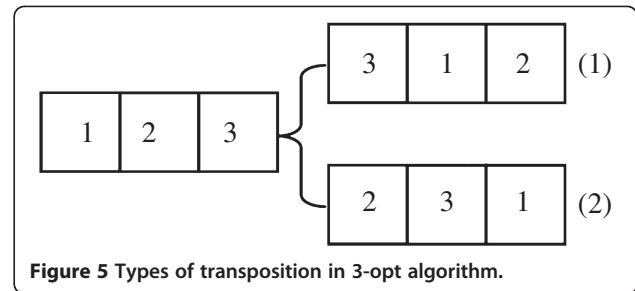 3 1 2 (1)
1 2 3
2 3 1 (2)
Figure 5 Types of transposition in 3-opt algorithm.